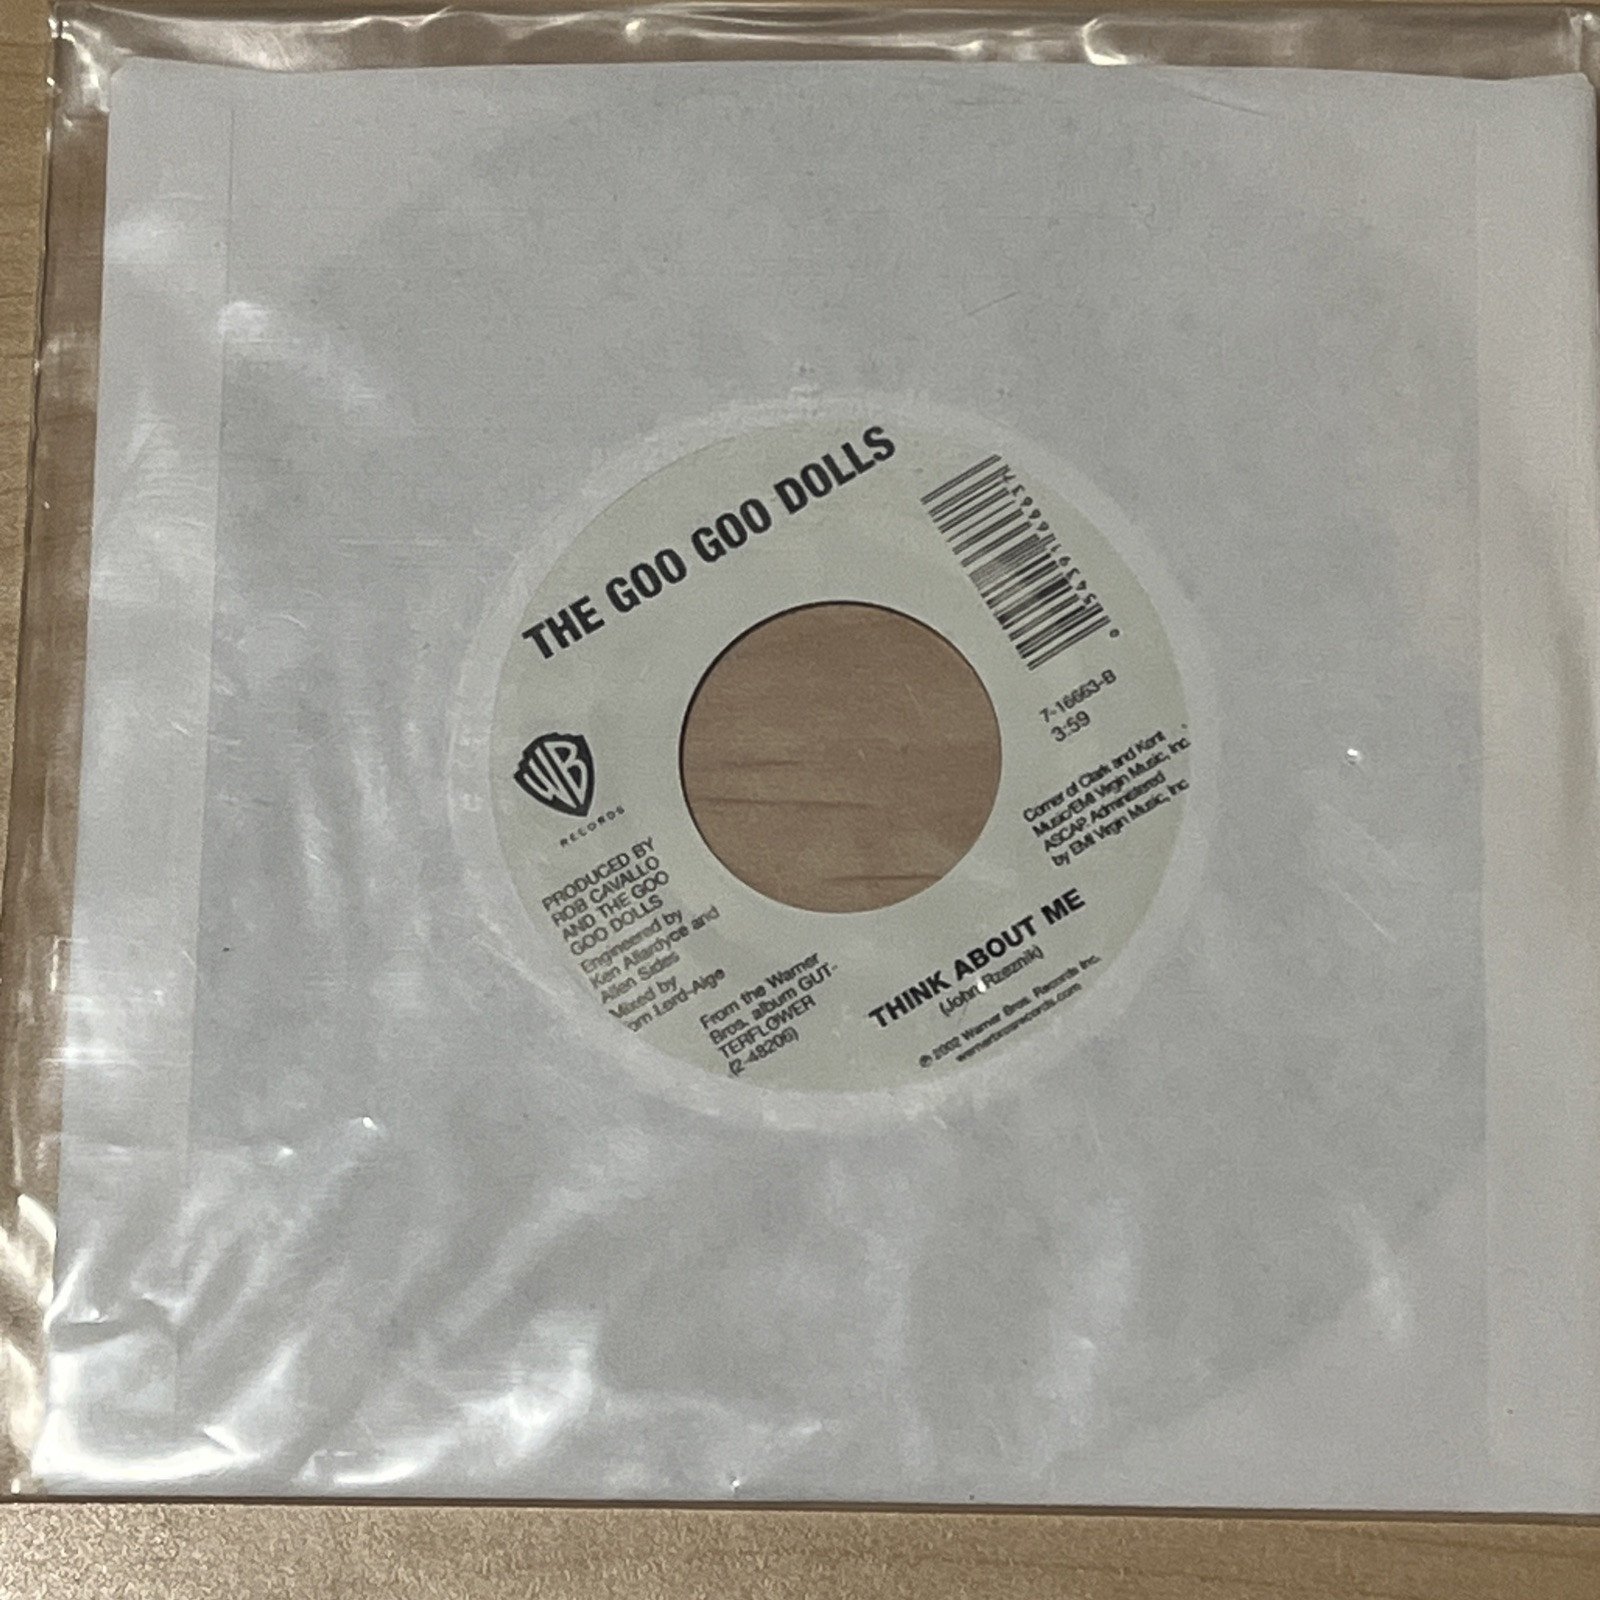 THE GOO GOO DOLLS
7-16663-B
3:59
Corner of Clark and Kent
Music/EMI Virgin Music, Inc.
ASCAP. Administered
by EMI Virgin Music, Inc
WB
RECORDS
PRODUCED BY
ROB CAVALLO
AND THE GOO
GOO DOLLS
Engineered by
Ken Allardyce and
Allen Sides
Mixed by
Tom Lord-Alge
From the Warner
Bros. album GUT-
TERFLOWER
(2-48206)
THINK ABOUT ME
(John Rzeznik)
℗ 2002 Warner Bros. Records Inc.
warnerbrosrecords.com